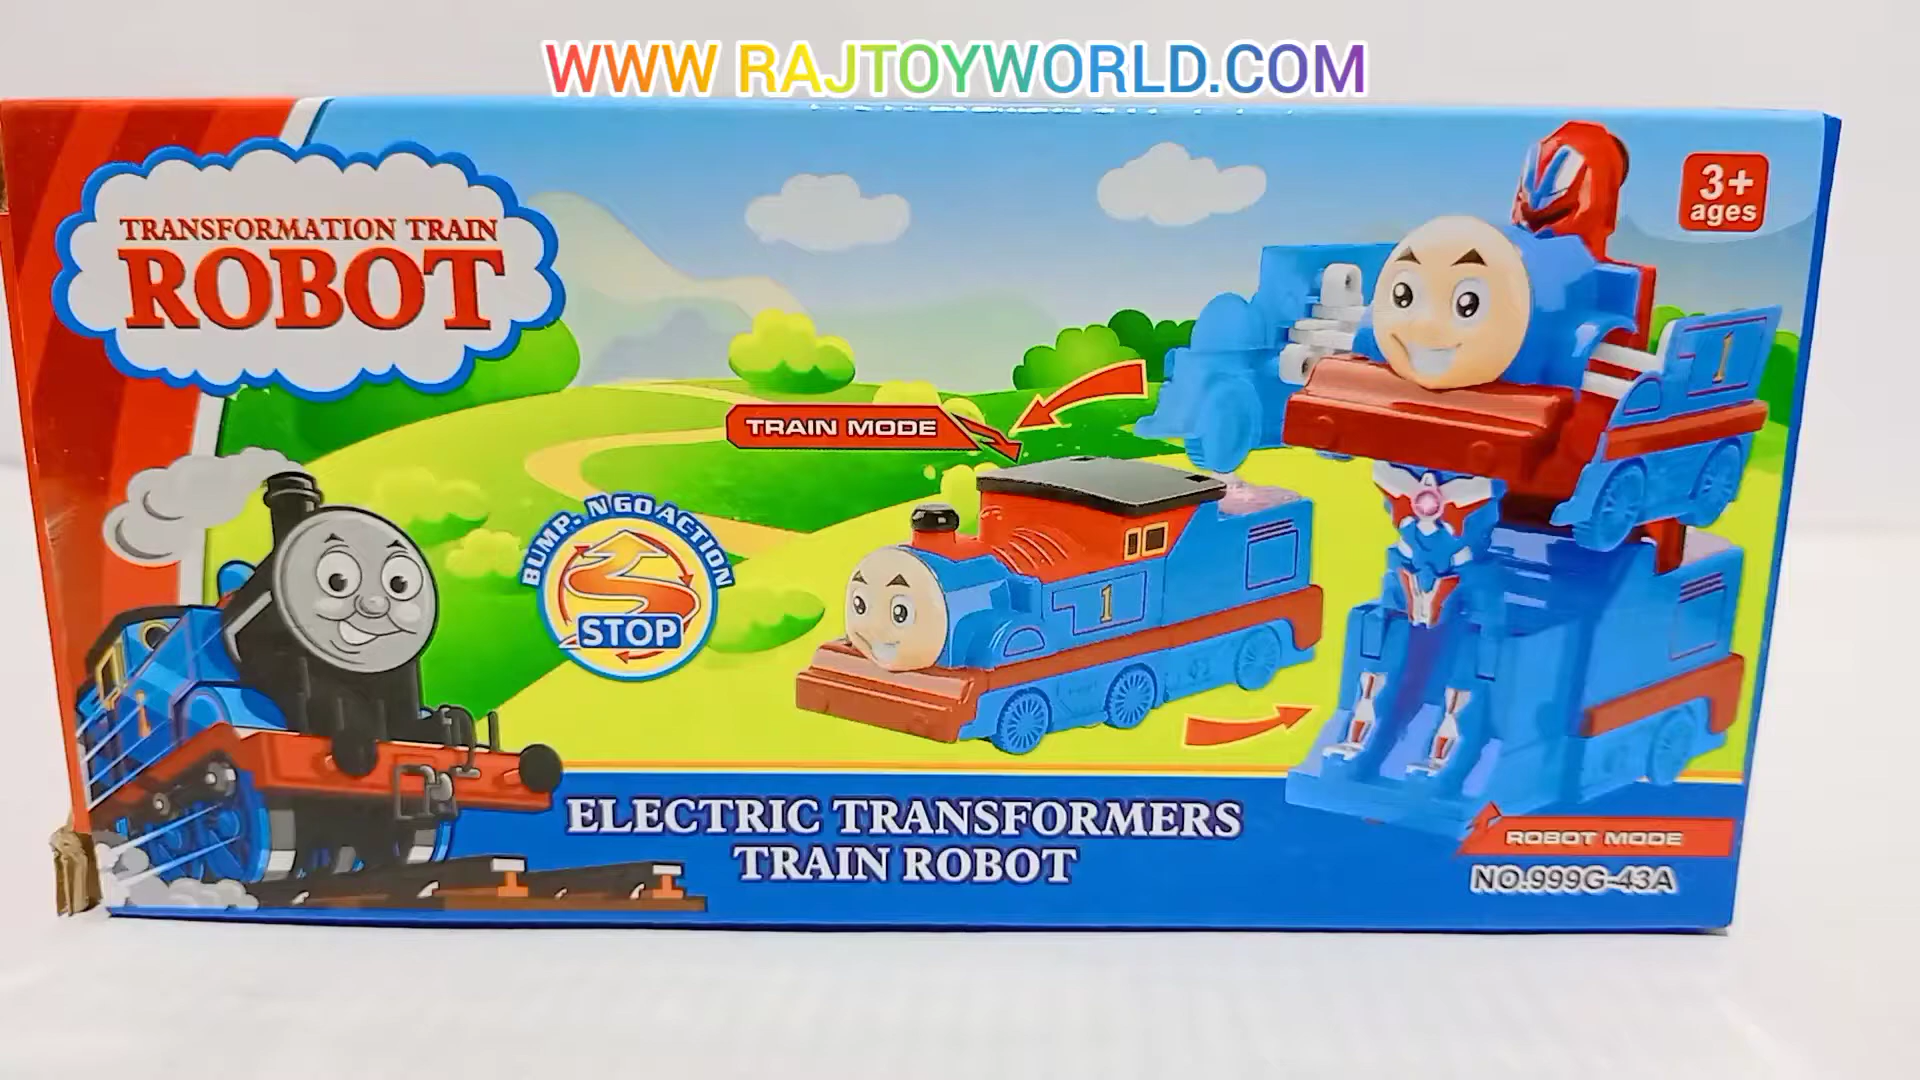 WWW RAJTOYWORLD.COM
TRANSFORMATION TRAIN
ROBOT
3+
ages
TRAIN MODE
BUMP. N GO ACTION
STOP
1
1
1
ELECTRIC TRANSFORMERS
TRAIN ROBOT
ROBOT MODE
NO.999G-43A